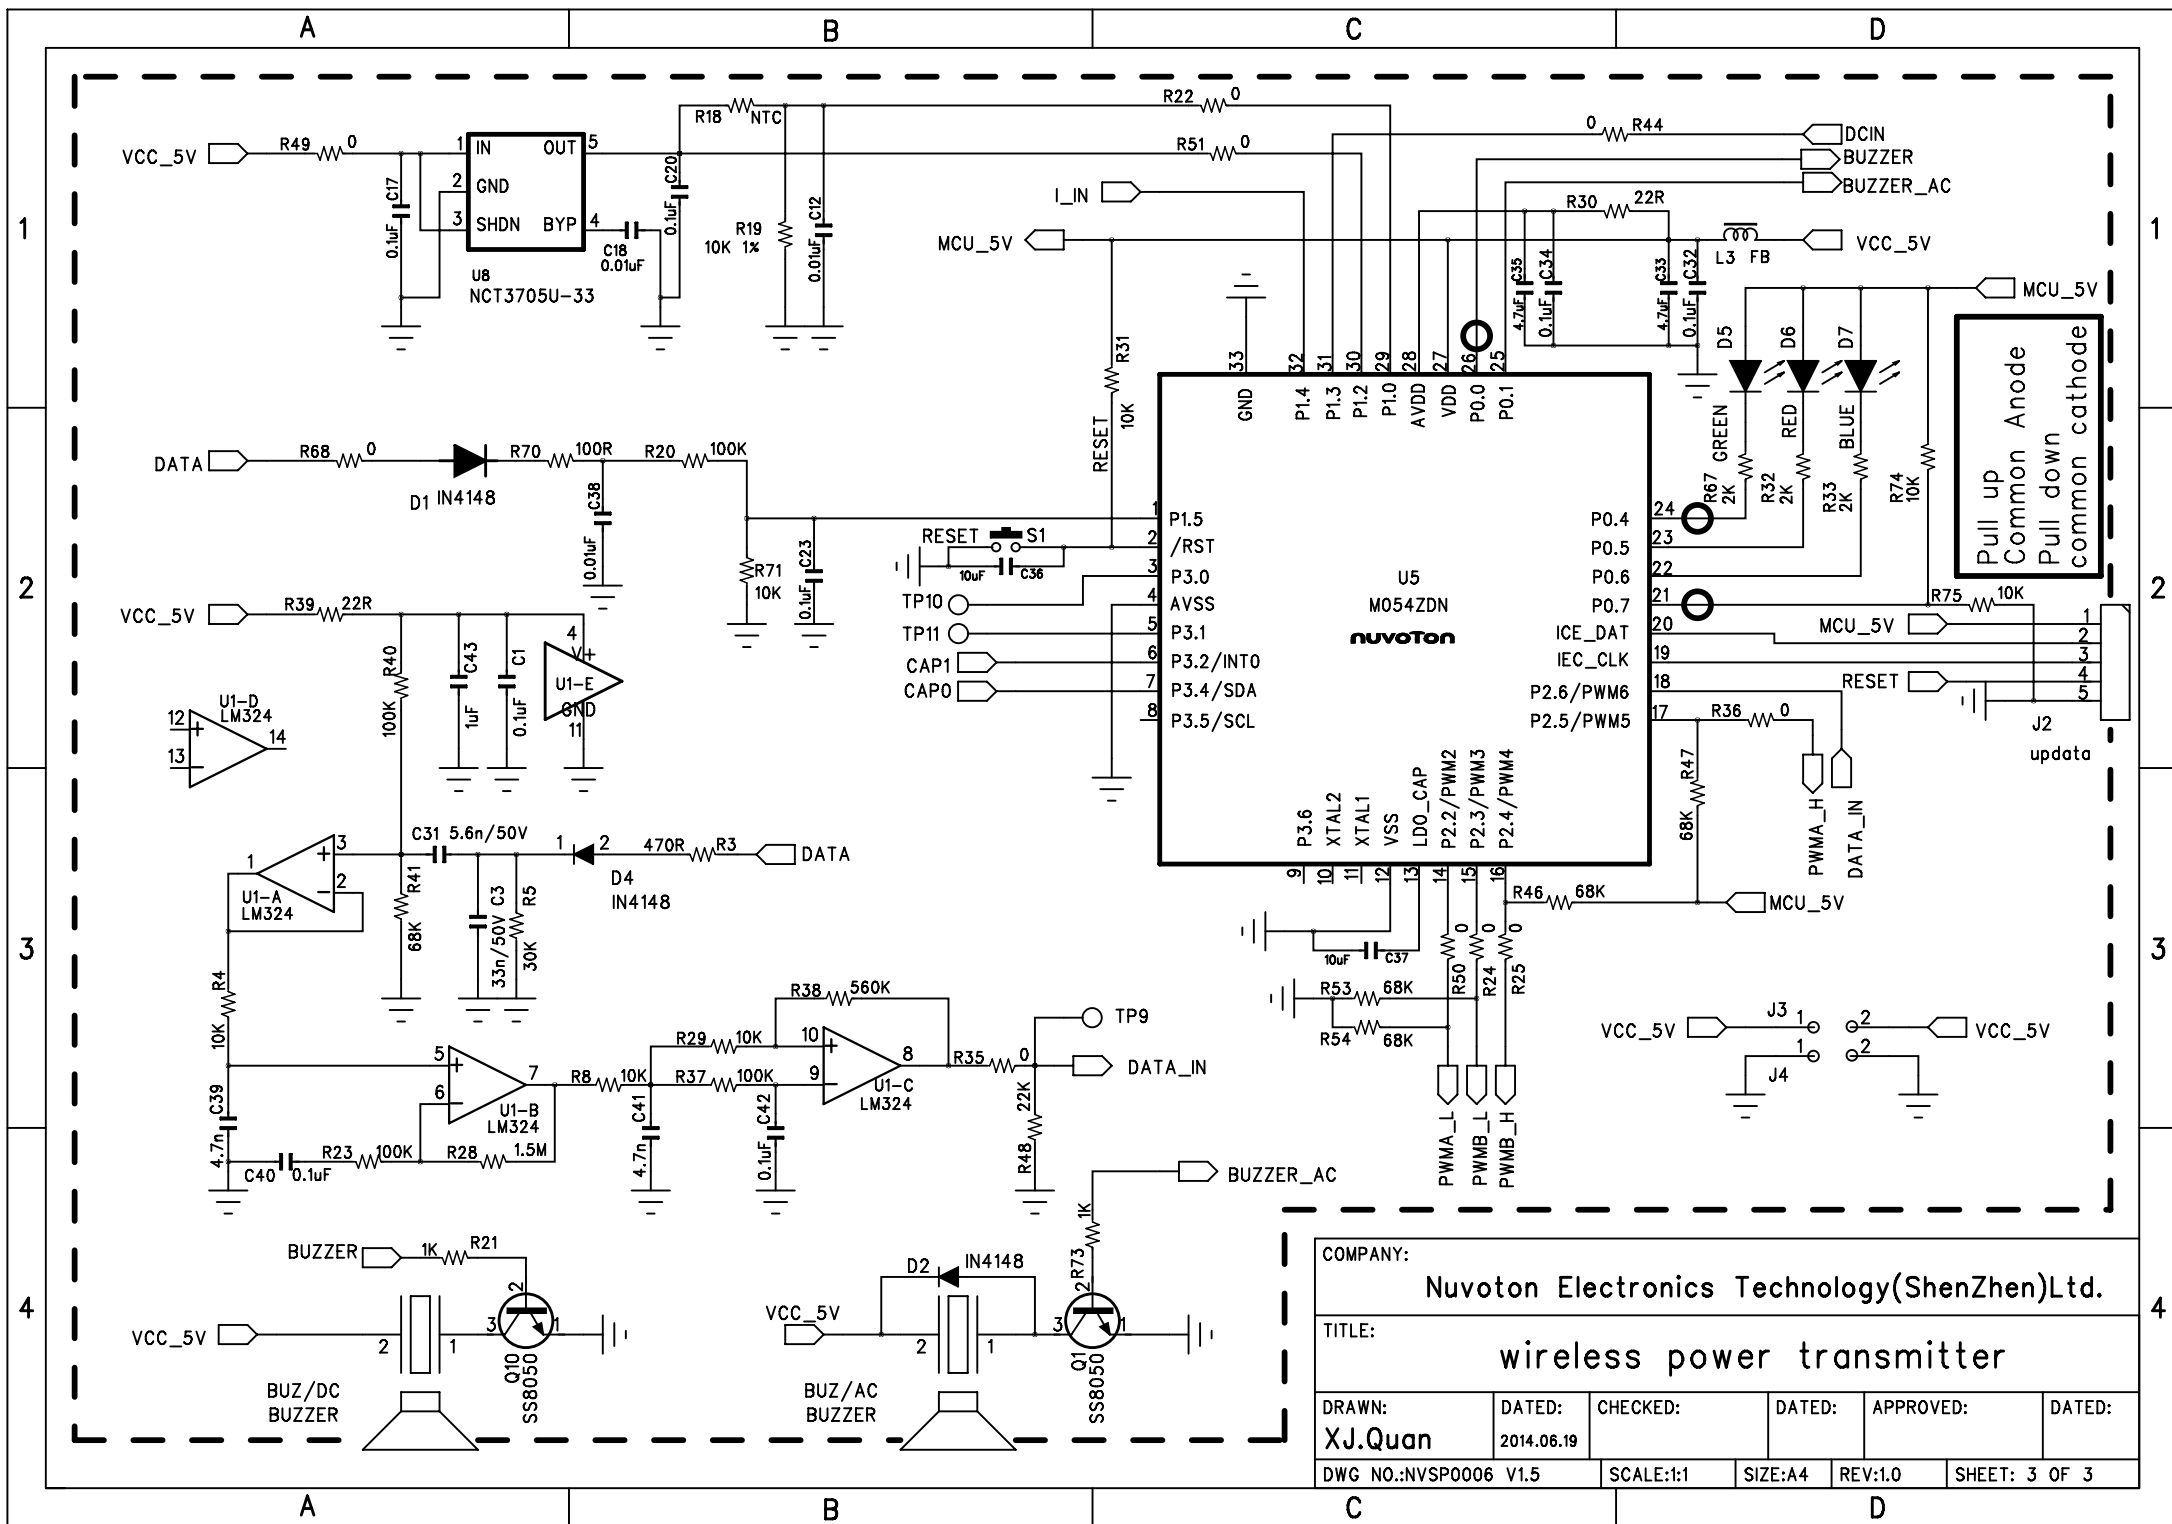 A B C D
1
2
3
4
1
2
3
4
A B C D
VCC_5V
R49 0
C17
0.1uF
1 IN
2 GND
3 SHDN
OUT 5
BYP 4
U8
NCT3705U-33
C18
0.01uF
C20
0.1uF
R18 NTC
R19
10K 1%
C12
0.01uF
R22 0
R51 0
I_IN
MCU_5V
R31
10K
RESET
0 R44
DCIN
BUZZER
BUZZER_AC
R30 22R
L3 FB
VCC_5V
C35
4.7uF
C34
0.1uF
C33
4.7uF
C32
0.1uF
MCU_5V
D5
GREEN
R67
2K
D6
RED
R32
2K
D7
BLUE
R33
2K
R74
10K
Pull up
Common Anode
Pull down
common cathode
33 GND
32 P1.4
31 P1.3
30 P1.2
29 P1.0
28 AVDD
27 VDD
26 P0.0
25 P0.1
1 P1.5
2 /RST
3 P3.0
4 AVSS
5 P3.1
6 P3.2/INT0
7 P3.4/SDA
8 P3.5/SCL
U5
M054ZDN
nuvoTon
P0.4 24
P0.5 23
P0.6 22
P0.7 21
ICE_DAT 20
IEC_CLK 19
P2.6/PWM6 18
P2.5/PWM5 17
P3.6 9
XTAL2 10
XTAL1 11
VSS 12
LDO_CAP 13
P2.2/PWM2 14
P2.3/PWM3 15
P2.4/PWM4 16
DATA
R68 0
D1 IN4148
R70 100R
C38
0.01uF
R20 100K
R71
10K
C23
0.1uF
RESET S1
10uF C36
TP10
TP11
CAP1
CAP0
R75 10K
MCU_5V
RESET
1
2
3
4
5
J2
updata
R36 0
R47
68K
PWMA_H
DATA_IN
R46 68K
MCU_5V
VCC_5V
R39 22R
R40
100K
C43
1uF
C1
0.1uF
4
V+
U1-E
GND
11
U1-D
LM324
12 +
13 −
14
C31 5.6n/50V
1 2
D4
IN4148
470R R3
DATA
1
+ 3
− 2
U1-A
LM324
R41
68K
C3
33n/50V
R5
30K
R4
10K
C39
4.7n
C40 0.1uF
R23 100K
R28 1.5M
5 +
6 −
7
U1-B
LM324
R8 10K
C41
4.7n
R29 10K
R37 100K
C42
0.1uF
R38 560K
10 +
9 −
8
U1-C
LM324
R35 0
R48
22K
TP9
DATA_IN
10uF C37
R53 68K
R54 68K
R50 0
R24 0
R25 0
PWMA_L
PWMB_L
PWMB_H
VCC_5V
J3
1 2
VCC_5V
1 2
J4
BUZZER
1K R21
VCC_5V
2 1
BUZ/DC
BUZZER
2
3 1
Q10
SS8050
BUZZER_AC
1K
R73
D2 IN4148
VCC_5V
2 1
BUZ/AC
BUZZER
2
3 1
Q1
SS8050
COMPANY:
Nuvoton Electronics Technology(ShenZhen)Ltd.
TITLE:
wireless power transmitter
DRAWN: DATED: CHECKED: DATED: APPROVED: DATED:
XJ.Quan 2014.06.19
DWG NO.:NVSP0006 V1.5 SCALE:1:1 SIZE:A4 REV:1.0 SHEET: 3 OF 3